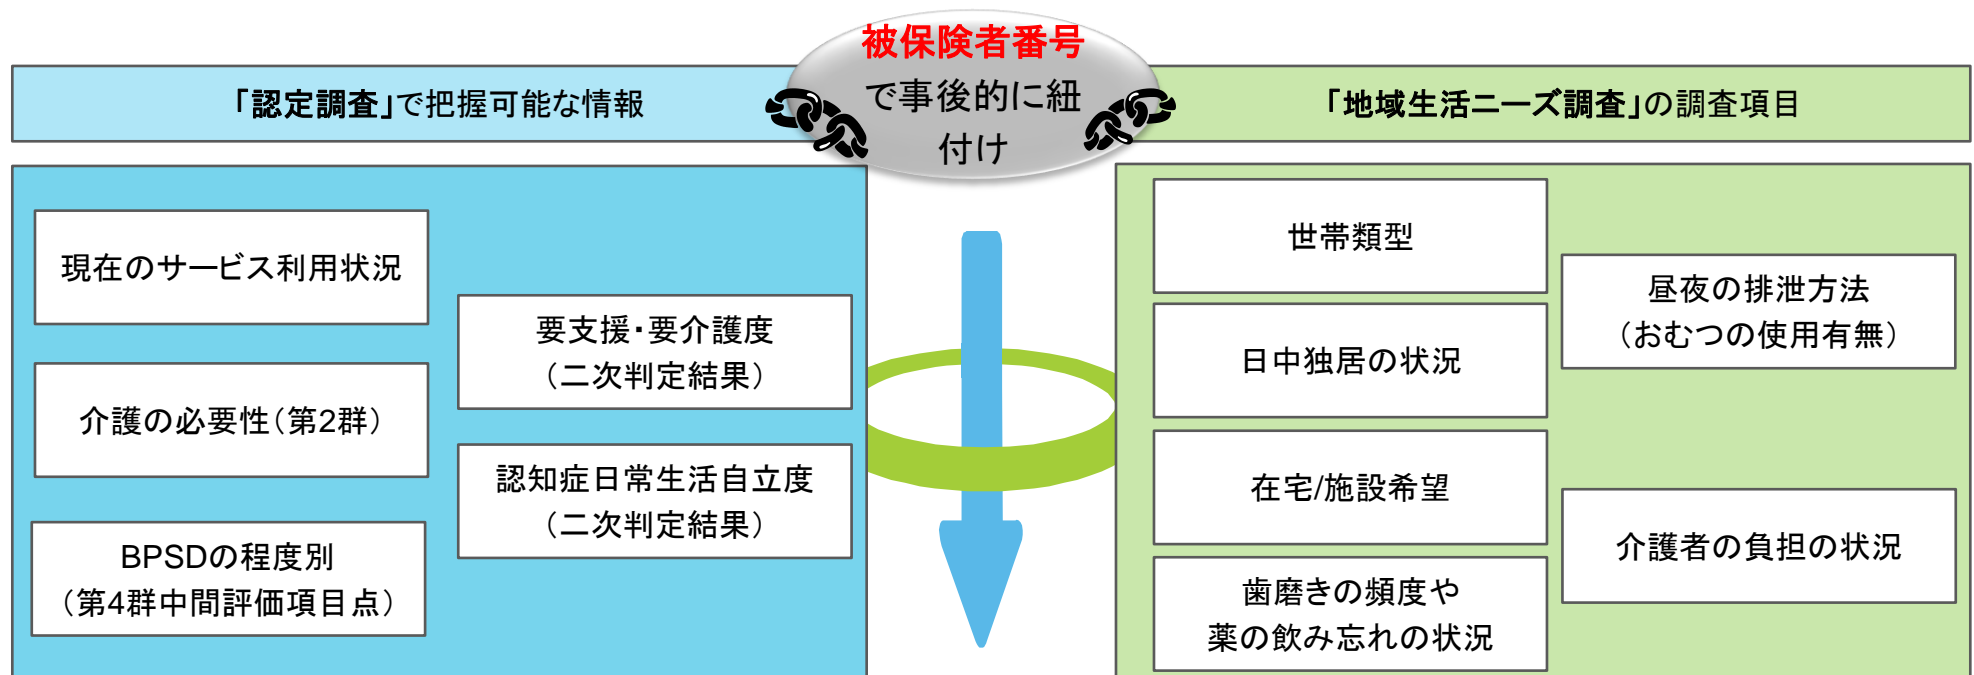 被保険者番号
で事後的に紐
付け
「認定調査」で把握可能な情報
現在のサービス利用状況
介護の必要性（第2群）
BPSDの程度別
（第4群中間評価項目点）
要支援・要介護度
（二次判定結果）
認知症日常生活自立度
（二次判定結果）
「地域生活ニーズ調査」の調査項目
世帯類型
日中独居の状況
在宅/施設希望
歯磨きの頻度や
薬の飲み忘れの状況
昼夜の排泄方法
（おむつの使用有無）
介護者の負担の状況